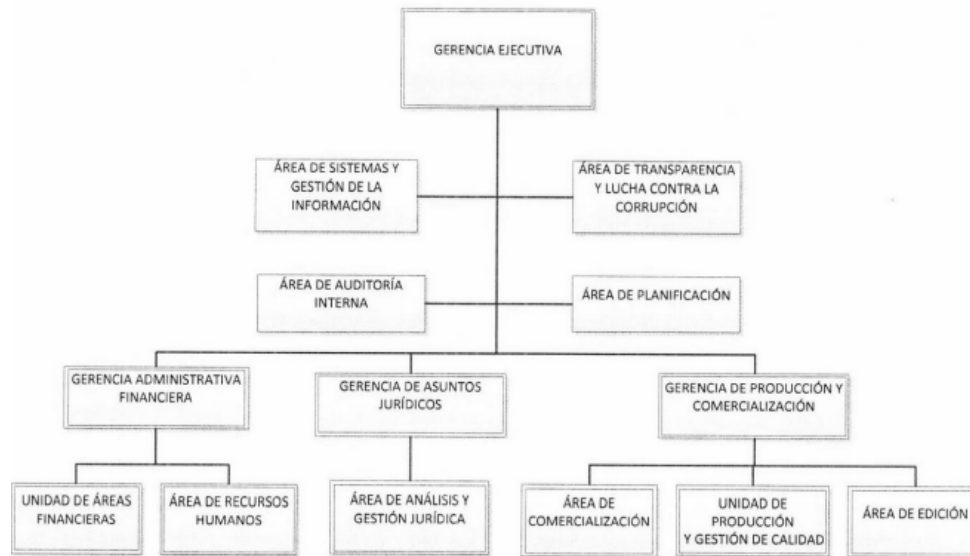 GERENCIA EJECUTIVA
ÁREA DE SISTEMAS Y
GESTIÓN DE LA
INFORMACIÓN
ÁREA DE TRANSPARENCIA
Y LUCHA CONTRA LA
CORRUPCIÓN
ÁREA DE AUDITORÍA
INTERNA
ÁREA DE PLANIFICACIÓN
GERENCIA ADMINISTRATIVA
FINANCIERA
GERENCIA DE ASUNTOS
JURÍDICOS
GERENCIA DE PRODUCCIÓN Y
COMERCIALIZACIÓN
UNIDAD DE ÁREAS
FINANCIERAS
ÁREA DE RECURSOS
HUMANOS
ÁREA DE ANÁLISIS Y
GESTIÓN JURÍDICA
ÁREA DE
COMERCIALIZACIÓN
UNIDAD DE
PRODUCCIÓN
Y GESTIÓN DE CALIDAD
ÁREA DE EDICIÓN